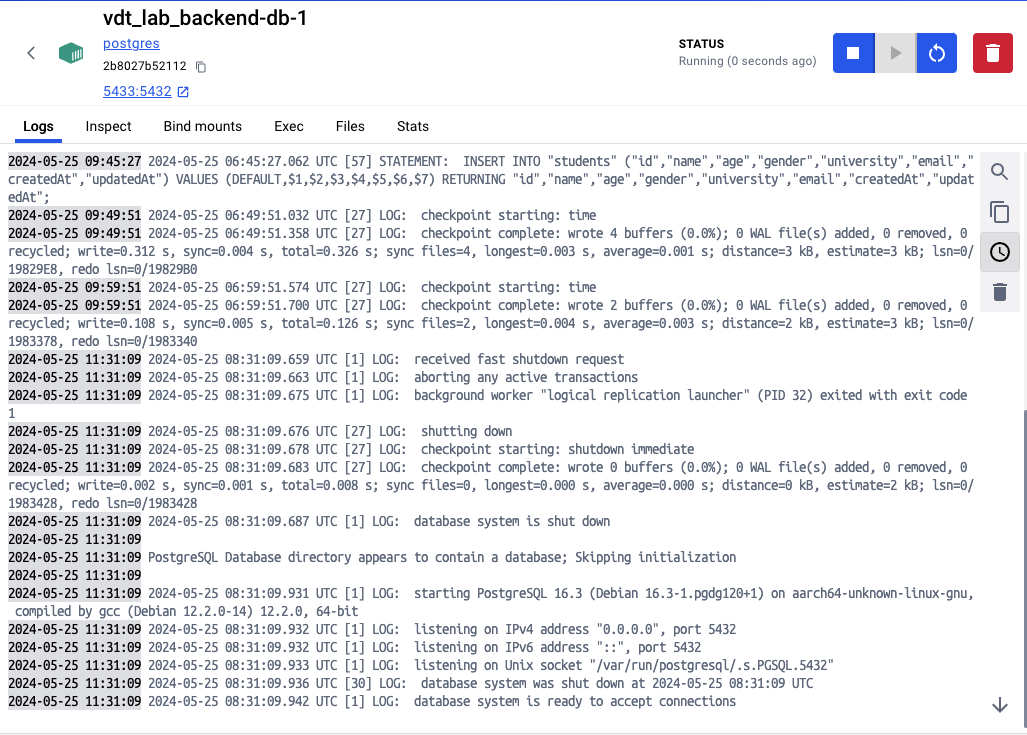 vdt_lab_backend-db-1
postgres
2b8027b52112
5433:5432
STATUS
Running (0 seconds ago)
Logs Inspect Bind mounts Exec Files Stats
2024-05-25 09:45:27 2024-05-25 06:45:27.062 UTC [57] STATEMENT:  INSERT INTO "students" ("id","name","age","gender","university","email","
createdAt","updatedAt") VALUES (DEFAULT,$1,$2,$3,$4,$5,$6,$7) RETURNING "id","name","age","gender","university","email","createdAt","updat
edAt";
2024-05-25 09:49:51 2024-05-25 06:49:51.032 UTC [27] LOG:  checkpoint starting: time
2024-05-25 09:49:51 2024-05-25 06:49:51.358 UTC [27] LOG:  checkpoint complete: wrote 4 buffers (0.0%); 0 WAL file(s) added, 0 removed, 0
recycled; write=0.312 s, sync=0.004 s, total=0.326 s; sync files=4, longest=0.003 s, average=0.001 s; distance=3 kB, estimate=3 kB; lsn=0/
19829E8, redo lsn=0/19829B0
2024-05-25 09:59:51 2024-05-25 06:59:51.574 UTC [27] LOG:  checkpoint starting: time
2024-05-25 09:59:51 2024-05-25 06:59:51.700 UTC [27] LOG:  checkpoint complete: wrote 2 buffers (0.0%); 0 WAL file(s) added, 0 removed, 0
recycled; write=0.108 s, sync=0.005 s, total=0.126 s; sync files=2, longest=0.004 s, average=0.003 s; distance=2 kB, estimate=3 kB; lsn=0/
1983378, redo lsn=0/1983340
2024-05-25 11:31:09 2024-05-25 08:31:09.659 UTC [1] LOG:  received fast shutdown request
2024-05-25 11:31:09 2024-05-25 08:31:09.663 UTC [1] LOG:  aborting any active transactions
2024-05-25 11:31:09 2024-05-25 08:31:09.675 UTC [1] LOG:  background worker "logical replication launcher" (PID 32) exited with exit code
1
2024-05-25 11:31:09 2024-05-25 08:31:09.676 UTC [27] LOG:  shutting down
2024-05-25 11:31:09 2024-05-25 08:31:09.678 UTC [27] LOG:  checkpoint starting: shutdown immediate
2024-05-25 11:31:09 2024-05-25 08:31:09.683 UTC [27] LOG:  checkpoint complete: wrote 0 buffers (0.0%); 0 WAL file(s) added, 0 removed, 0
recycled; write=0.002 s, sync=0.001 s, total=0.008 s; sync files=0, longest=0.000 s, average=0.000 s; distance=0 kB, estimate=2 kB; lsn=0/
1983428, redo lsn=0/1983428
2024-05-25 11:31:09 2024-05-25 08:31:09.687 UTC [1] LOG:  database system is shut down
2024-05-25 11:31:09
2024-05-25 11:31:09 PostgreSQL Database directory appears to contain a database; Skipping initialization
2024-05-25 11:31:09
2024-05-25 11:31:09 2024-05-25 08:31:09.931 UTC [1] LOG:  starting PostgreSQL 16.3 (Debian 16.3-1.pgdg120+1) on aarch64-unknown-linux-gnu,
compiled by gcc (Debian 12.2.0-14) 12.2.0, 64-bit
2024-05-25 11:31:09 2024-05-25 08:31:09.932 UTC [1] LOG:  listening on IPv4 address "0.0.0.0", port 5432
2024-05-25 11:31:09 2024-05-25 08:31:09.932 UTC [1] LOG:  listening on IPv6 address "::", port 5432
2024-05-25 11:31:09 2024-05-25 08:31:09.933 UTC [1] LOG:  listening on Unix socket "/var/run/postgresql/.s.PGSQL.5432"
2024-05-25 11:31:09 2024-05-25 08:31:09.936 UTC [30] LOG:  database system was shut down at 2024-05-25 08:31:09 UTC
2024-05-25 11:31:09 2024-05-25 08:31:09.942 UTC [1] LOG:  database system is ready to accept connections